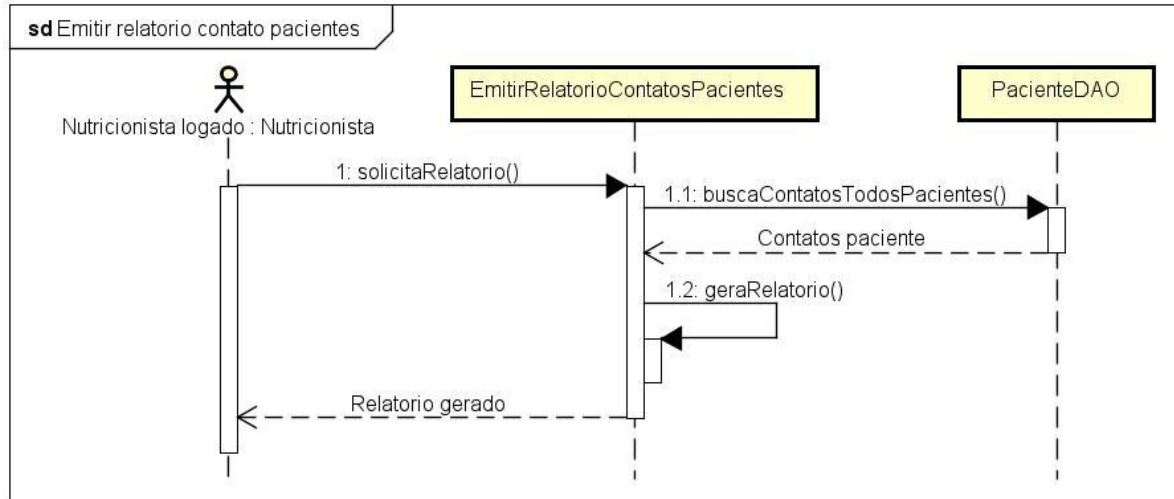 sd Emitir relatorio contato pacientes
Nutricionista logado : Nutricionista
EmitirRelatorioContatosPacientes
PacienteDAO
1: solicitaRelatorio()
1.1: buscaContatosTodosPacientes()
Contatos paciente
1.2: geraRelatorio()
Relatorio gerado